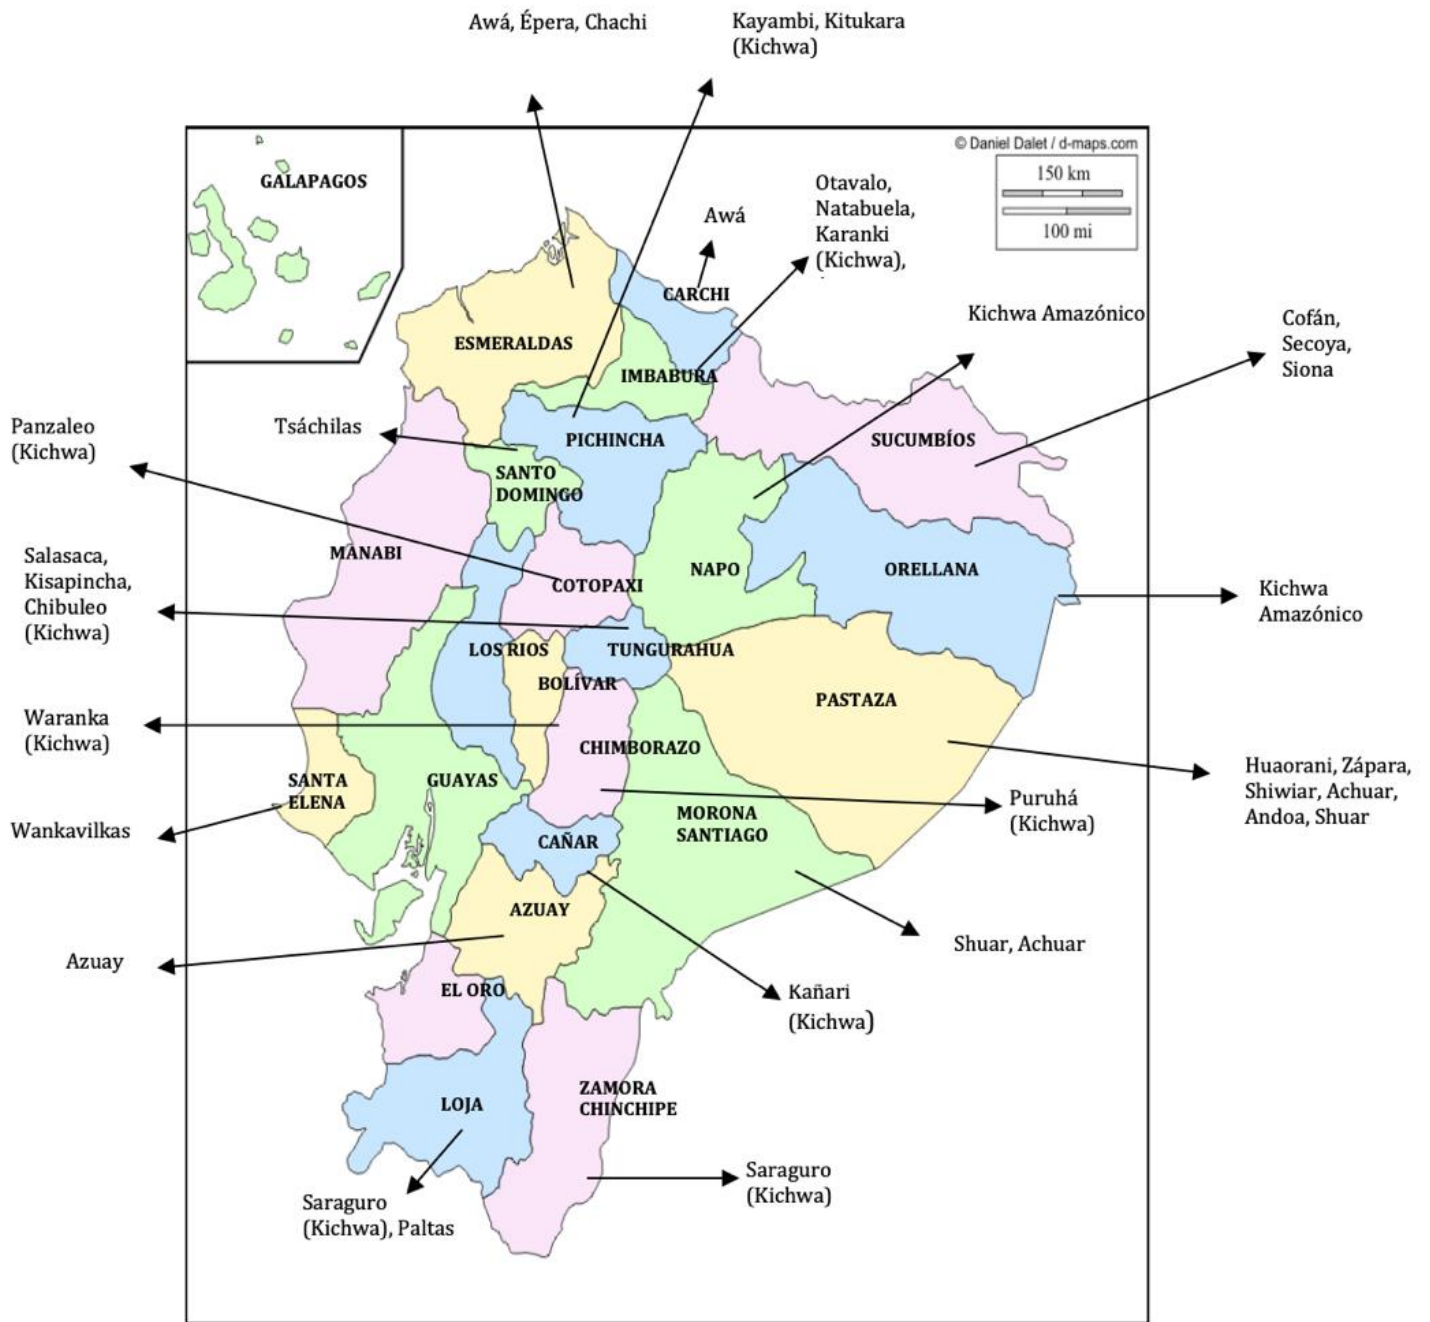 Awá, Épera, Chachi
Kayambi, Kitukara
(Kichwa)
© Daniel Dalet / d-maps.com
150 km
100 mi
GALAPAGOS
Otavalo,
Natabuela,
Karanki
(Kichwa),
Awá
CARCHI
Kichwa Amazónico
Cofán,
Secoya,
Siona
ESMERALDAS
IMBABURA
Panzaleo
(Kichwa)
Tsáchilas
PICHINCHA
SUCUMBÍOS
SANTO
DOMINGO
MANABI
Salasaca,
Kisapincha,
Chibuleo
(Kichwa)
COTOPAXI
NAPO
ORELLANA
Kichwa
Amazónico
LOS RIOS
TUNGURAHUA
BOLÍVAR
PASTAZA
Waranka
(Kichwa)
CHIMBORAZO
SANTA
ELENA
GUAYAS
Huaorani, Zápara,
Shiwiar, Achuar,
Andoa, Shuar
Puruhá
(Kichwa)
MORONA
SANTIAGO
Wankavilkas
CAÑAR
AZUAY
Shuar, Achuar
Azuay
EL ORO
Kañari
(Kichwa)
ZAMORA
CHINCHIPE
LOJA
Saraguro
(Kichwa)
Saraguro
(Kichwa), Paltas